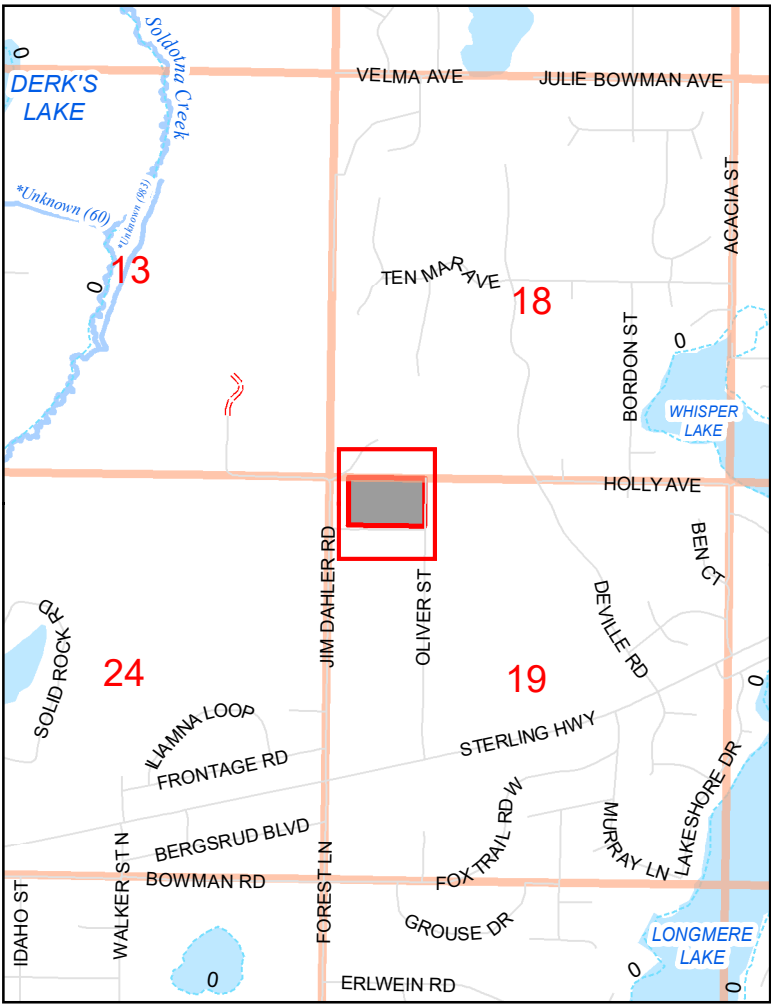 0
Soldotna Creek
VELMA AVE
JULIE BOWMAN AVE
DERK'S
LAKE
ACACIA ST
*Unknown (60)
*Unknown (983)
13
0
TEN MAR AVE
18
BORDON ST
0
WHISPER
LAKE
HOLLY AVE
JIM DAHLER RD
BEN CT
OLIVER ST
DEVILLE RD
SOLID ROCK RD
24
19
0
ILIAMNA LOOP
STERLING HWY
FRONTAGE RD
FOX TRAIL RD W
MURRAY LN
LAKESHORE DR
BERGSRUD BLVD
WALKER ST N
FOREST LN
BOWMAN RD
IDAHO ST
GROUSE DR
LONGMERE
LAKE
0
0
ERLWEIN RD
0